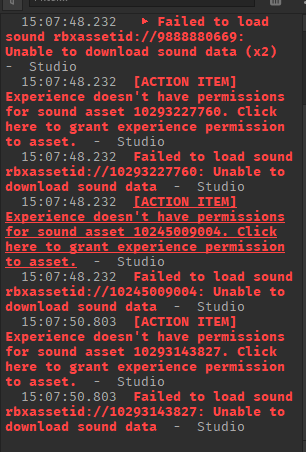 15:07:48.232 ▶ Failed to load
sound rbxassetid://9888880669:
Unable to download sound data (x2)
- Studio
15:07:48.232 [ACTION ITEM]
Experience doesn't have permissions
for sound asset 10293227760. Click
here to grant experience permission
to asset. - Studio
15:07:48.232 Failed to load sound
rbxassetid://10293227760: Unable to
download sound data - Studio
15:07:48.232 [ACTION ITEM]
Experience doesn't have permissions
for sound asset 10245009004. Click
here to grant experience permission
to asset. - Studio
15:07:48.232 Failed to load sound
rbxassetid://10245009004: Unable to
download sound data - Studio
15:07:50.803 [ACTION ITEM]
Experience doesn't have permissions
for sound asset 10293143827. Click
here to grant experience permission
to asset. - Studio
15:07:50.803 Failed to load sound
rbxassetid://10293143827: Unable to
download sound data - Studio